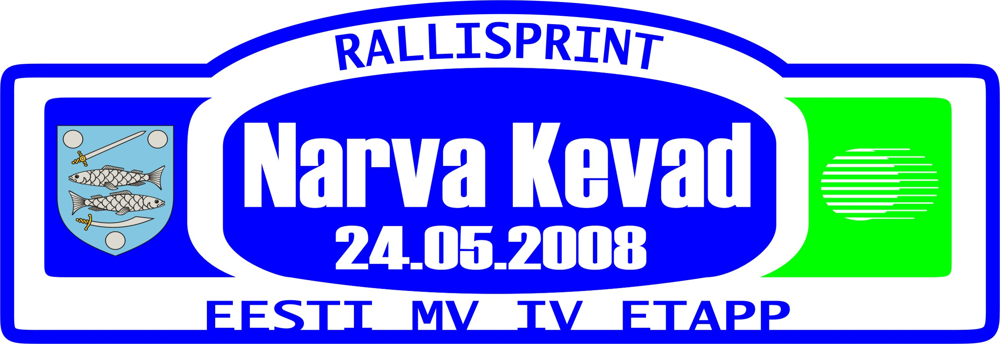 RALLISPRINT
Narva Kevad
24.05.2008
EESTI MV IV ETAPP